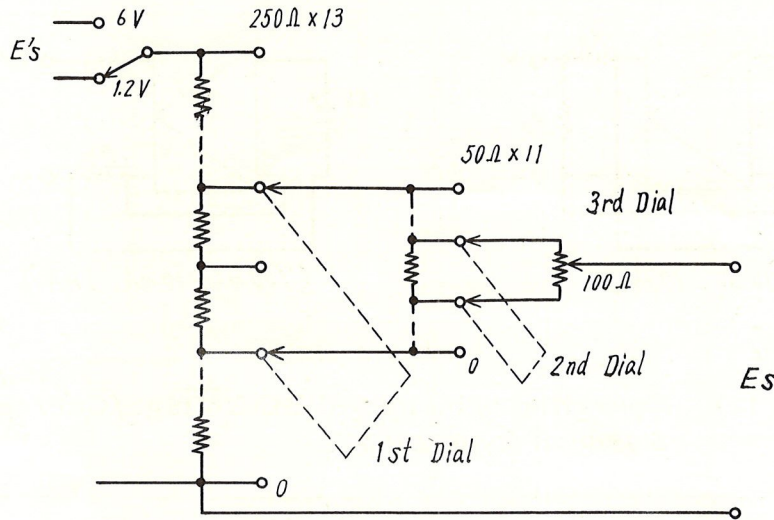 6V
250Ω×13
E's
1.2V
50Ω×11
3rd Dial
100Ω
0
2nd Dial
Es
1st Dial
0